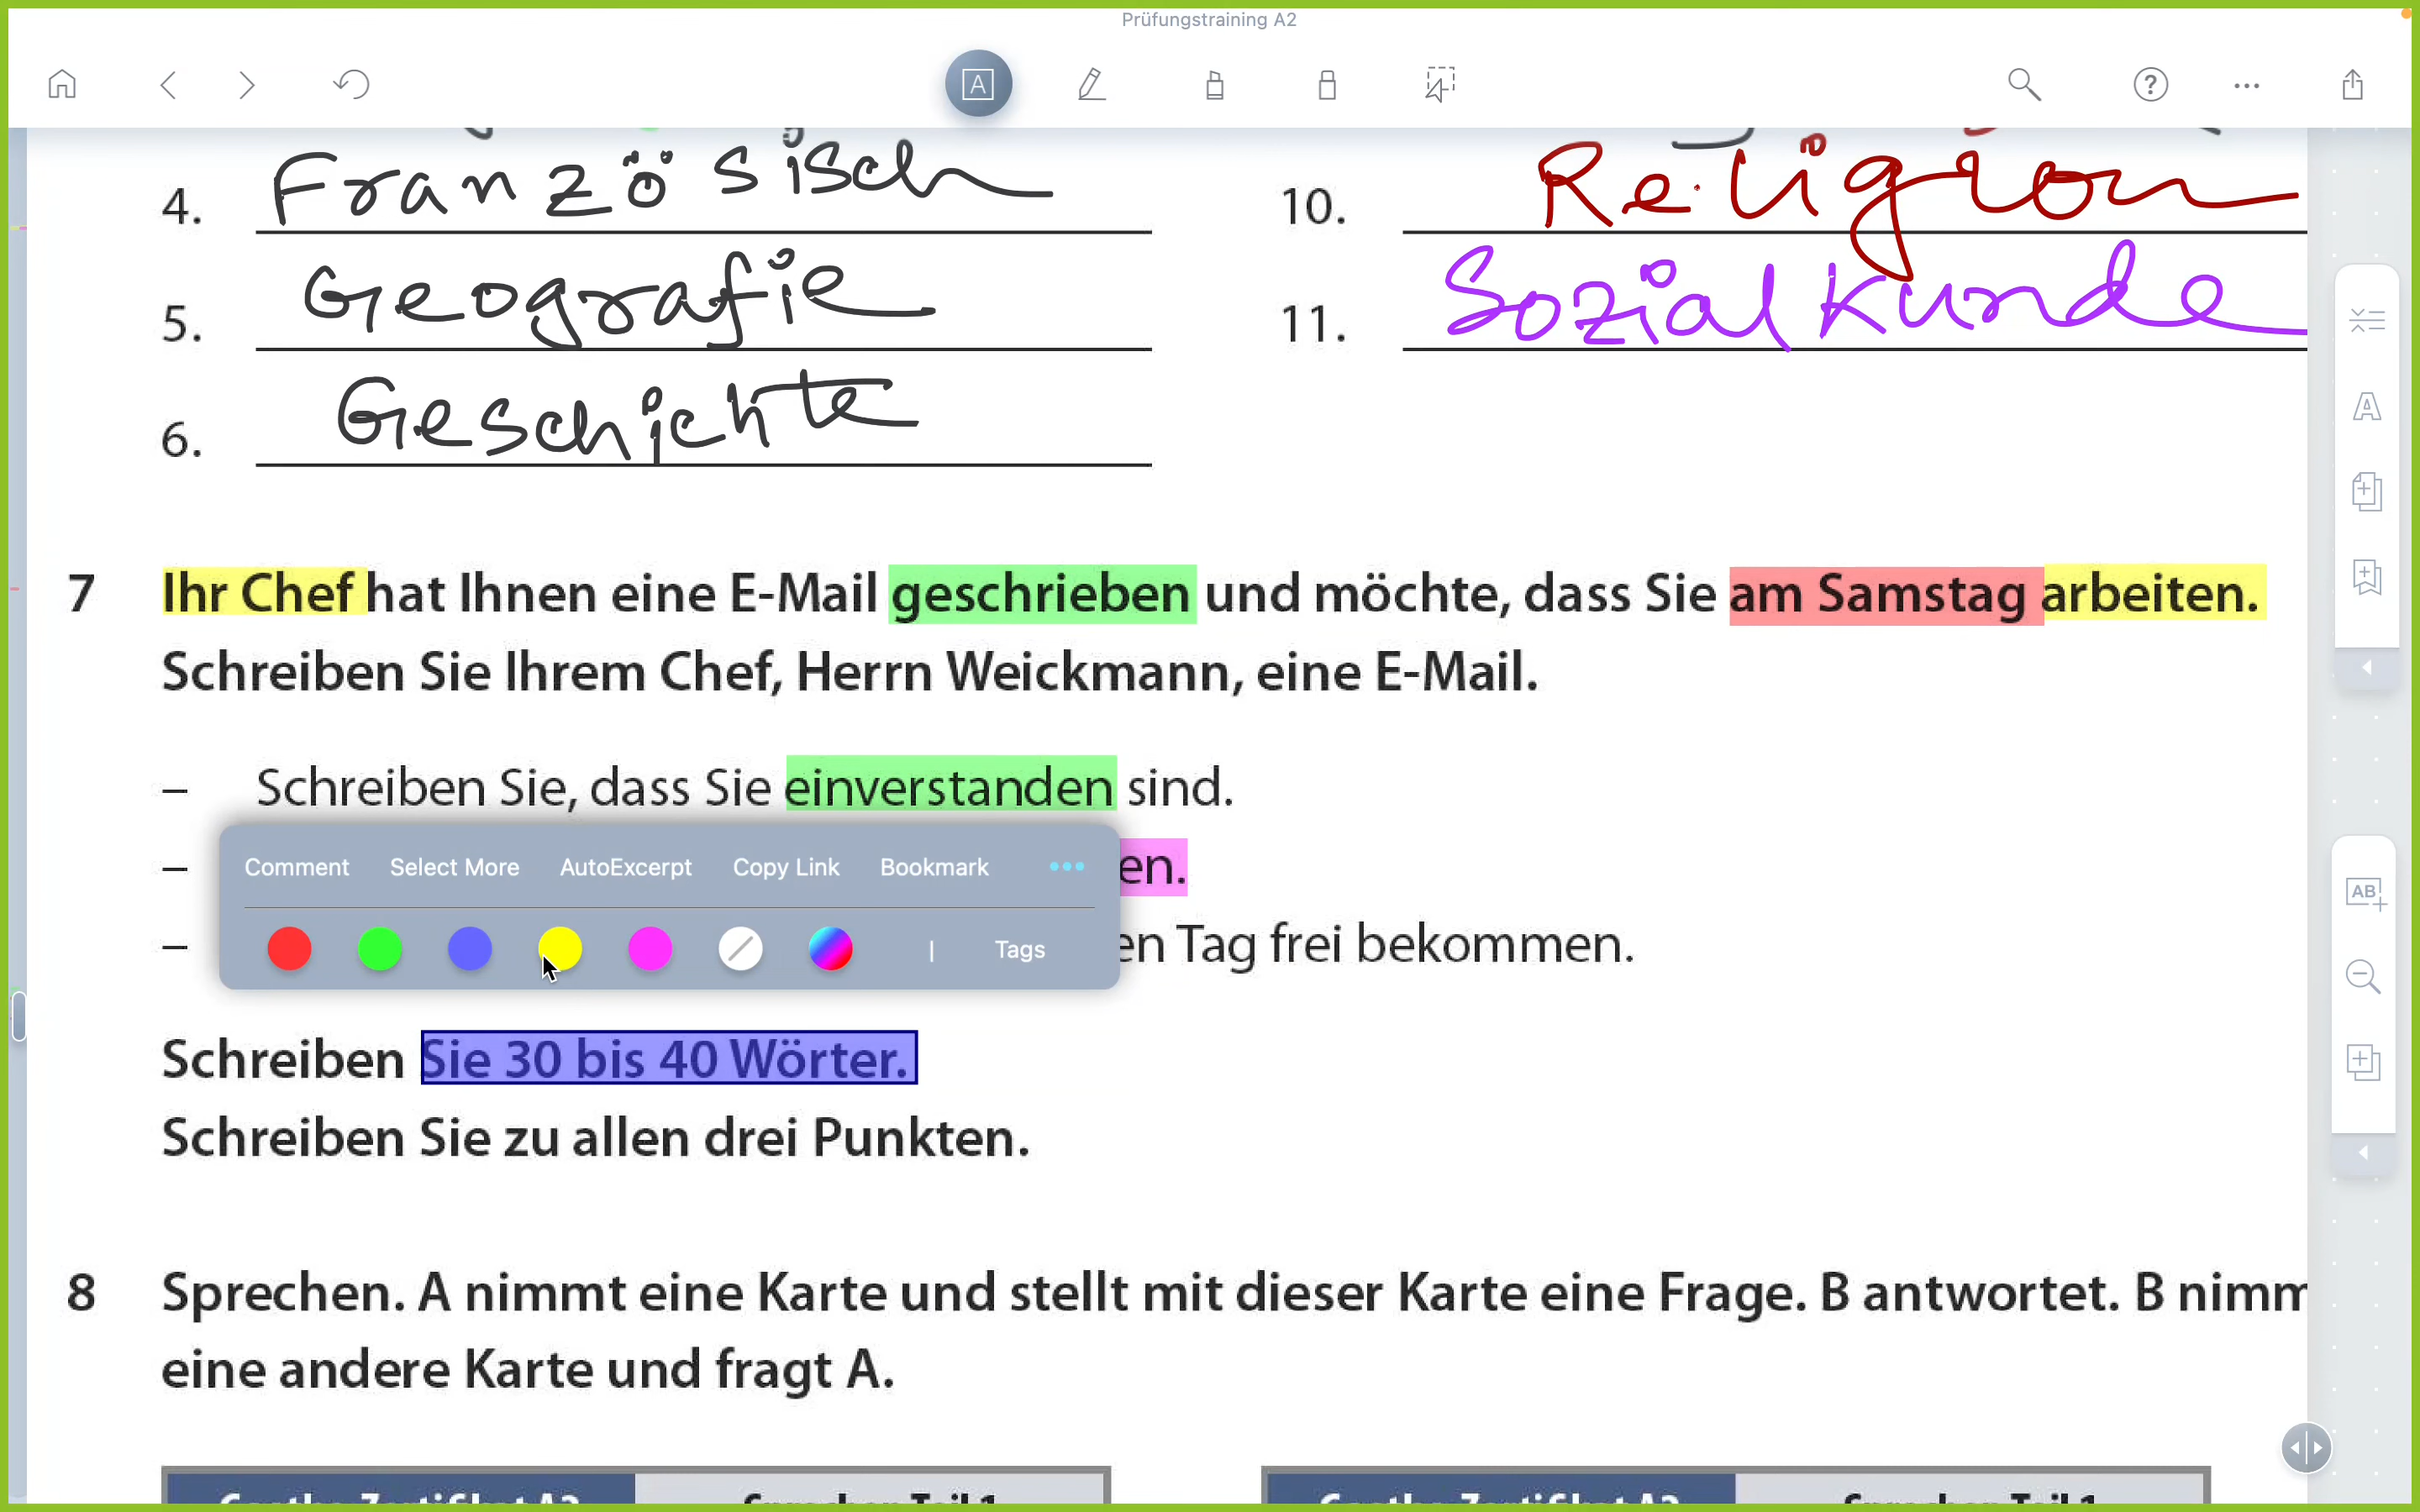 Prüfungstraining A2
4. Französisch
10. Religion
5. Geografie
11. Sozialkunde
6. Geschichte
7 Ihr Chef hat Ihnen eine E-Mail geschrieben und möchte, dass Sie am Samstag arbeiten.
Schreiben Sie Ihrem Chef, Herrn Weickmann, eine E-Mail.
– Schreiben Sie, dass Sie einverstanden sind.
Comment Select More AutoExcerpt Copy Link Bookmark •••
– en.
| Tags
– en Tag frei bekommen.
Schreiben Sie 30 bis 40 Wörter.
Schreiben Sie zu allen drei Punkten.
8 Sprechen. A nimmt eine Karte und stellt mit dieser Karte eine Frage. B antwortet. B nimm
eine andere Karte und fragt A.